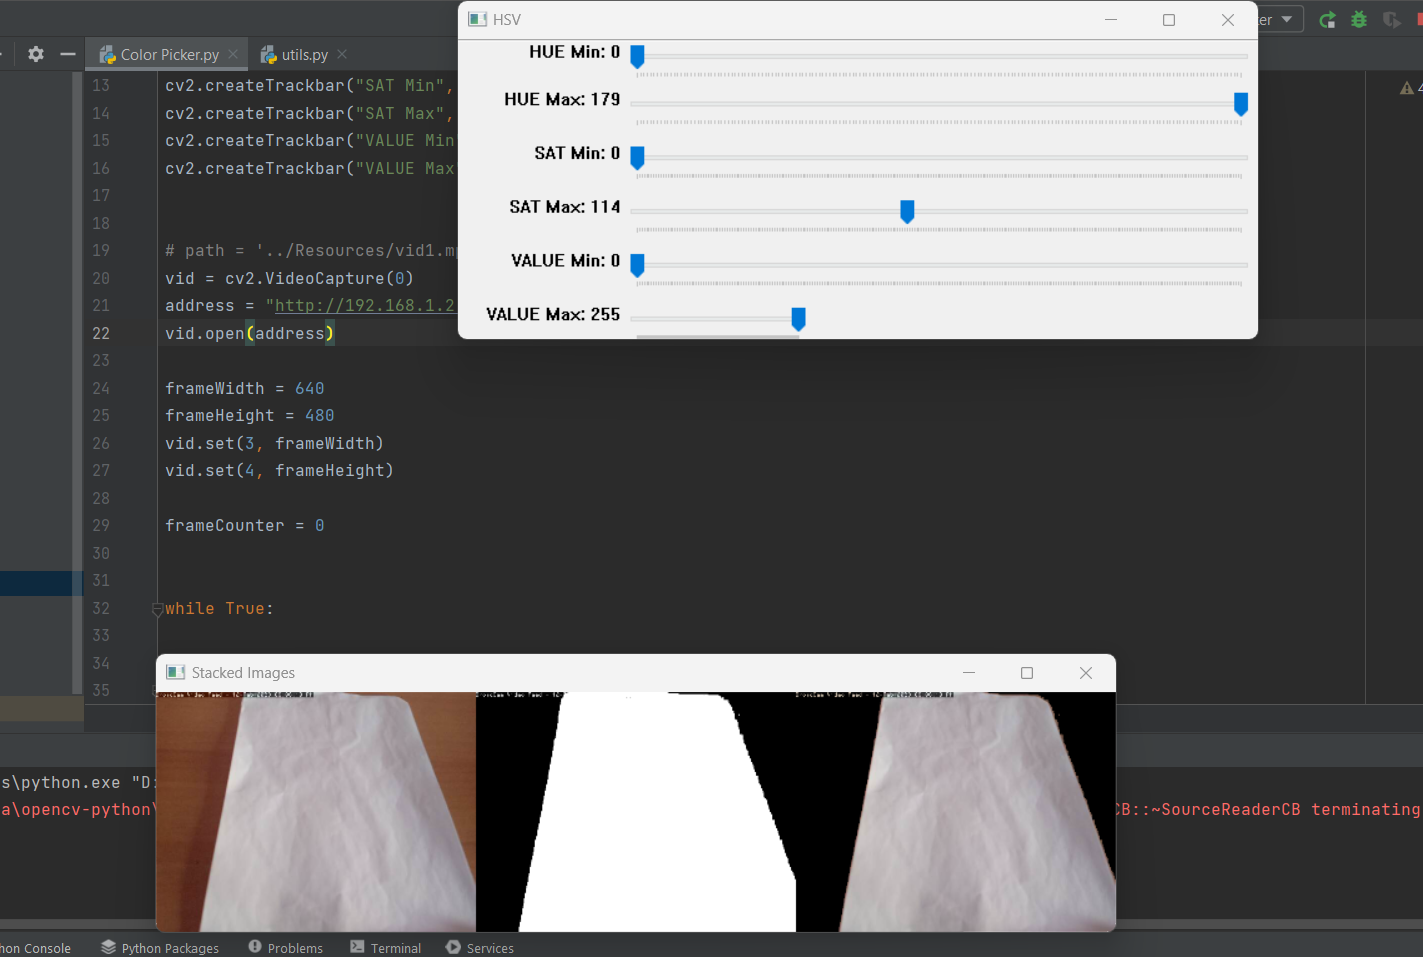 HSV
ter
Color Picker.py
utils.py
HUE Min: 0
HUE Max: 179
SAT Min: 0
SAT Max: 114
VALUE Min: 0
VALUE Max: 255
4
13 cv2.createTrackbar("SAT Min",
14 cv2.createTrackbar("SAT Max",
15 cv2.createTrackbar("VALUE Min
16 cv2.createTrackbar("VALUE Max
17
18
19 # path = '../Resources/vid1.mp
20 vid = cv2.VideoCapture(0)
21 address = "http://192.168.1.2
22 vid.open(address)
23
24 frameWidth = 640
25 frameHeight = 480
26 vid.set(3, frameWidth)
27 vid.set(4, frameHeight)
28
29 frameCounter = 0
30
31
32 while True:
33
34
35
Stacked Images
s\python.exe "D:
a\opencv-python\ CB::~SourceReaderCB terminating
hon Console
Python Packages
Problems
Terminal
Services